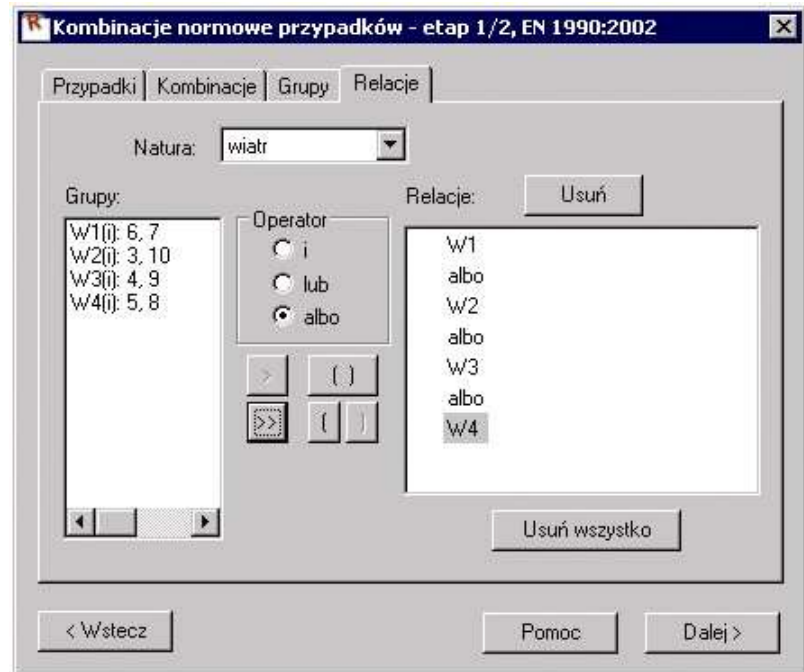 Kombinacje normowe przypadków - etap 1/2, EN 1990:2002
Przypadki Kombinacje Grupy Relacje
Natura: wiatr
Grupy:
W1(i): 6, 7
W2(i): 3, 10
W3(i): 4, 9
W4(i): 5, 8
Operator
i
lub
albo
> ( )
>> ( )
Relacje: Usuń
W1
albo
W2
albo
W3
albo
W4
Usuń wszystko
< Wstecz Pomoc Dalej >